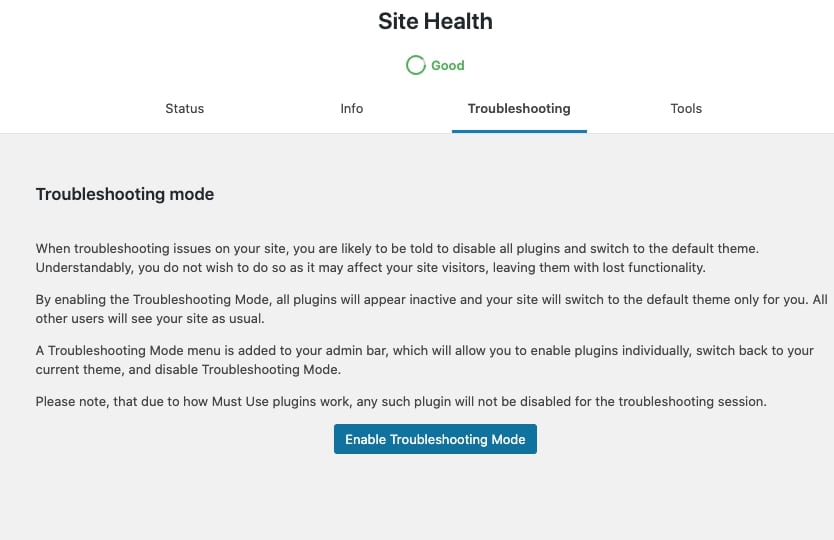 Site Health
Good
Status Info Troubleshooting Tools
Troubleshooting mode
When troubleshooting issues on your site, you are likely to be told to disable all plugins and switch to the default theme.
Understandably, you do not wish to do so as it may affect your site visitors, leaving them with lost functionality.
By enabling the Troubleshooting Mode, all plugins will appear inactive and your site will switch to the default theme only for you. All
other users will see your site as usual.
A Troubleshooting Mode menu is added to your admin bar, which will allow you to enable plugins individually, switch back to your
current theme, and disable Troubleshooting Mode.
Please note, that due to how Must Use plugins work, any such plugin will not be disabled for the troubleshooting session.
Enable Troubleshooting Mode